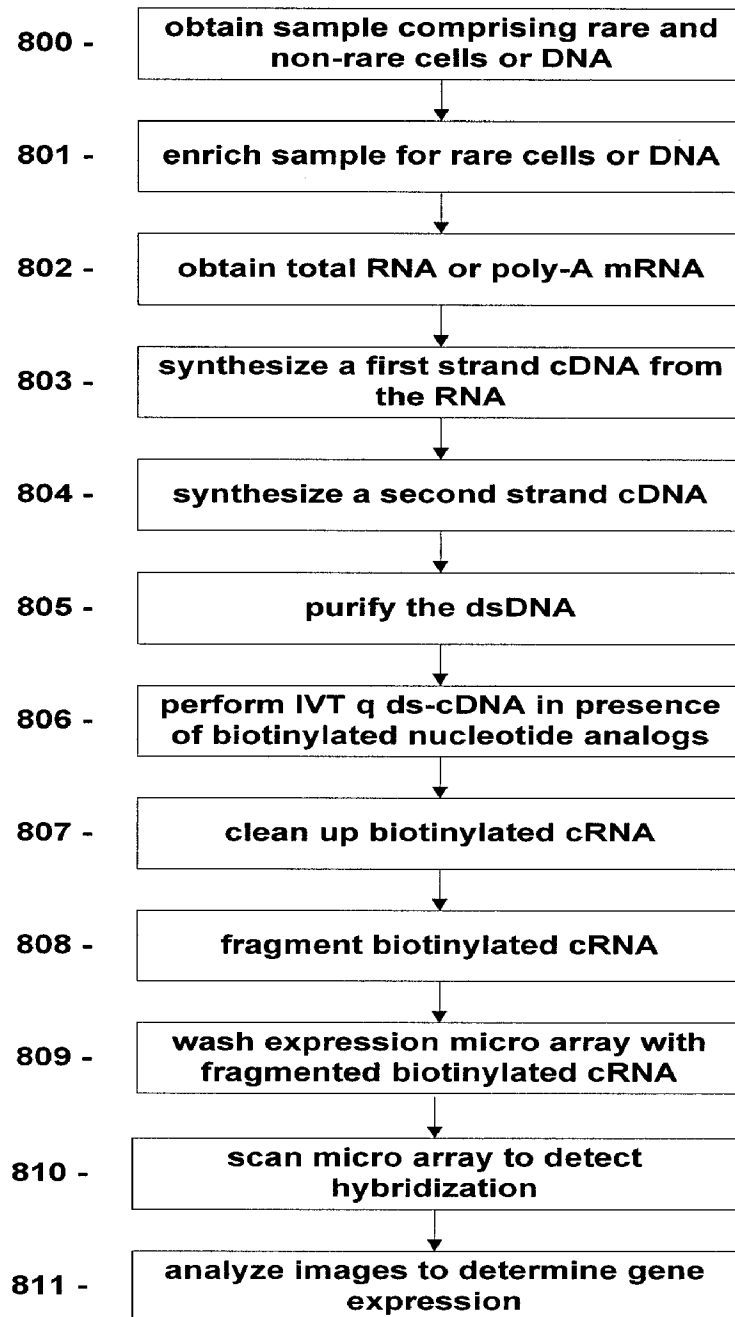 800 -
obtain sample comprising rare and
non-rare cells or DNA
801 -
enrich sample for rare cells or DNA
802 -
obtain total RNA or poly-A mRNA
803 -
synthesize a first strand cDNA from
the RNA
804 -
synthesize a second strand cDNA
805 -
purify the dsDNA
806 -
perform IVT q ds-cDNA in presence
of biotinylated nucleotide analogs
807 -
clean up biotinylated cRNA
808 -
fragment biotinylated cRNA
809 -
wash expression micro array with
fragmented biotinylated cRNA
810 -
scan micro array to detect
hybridization
811 -
analyze images to determine gene
expression